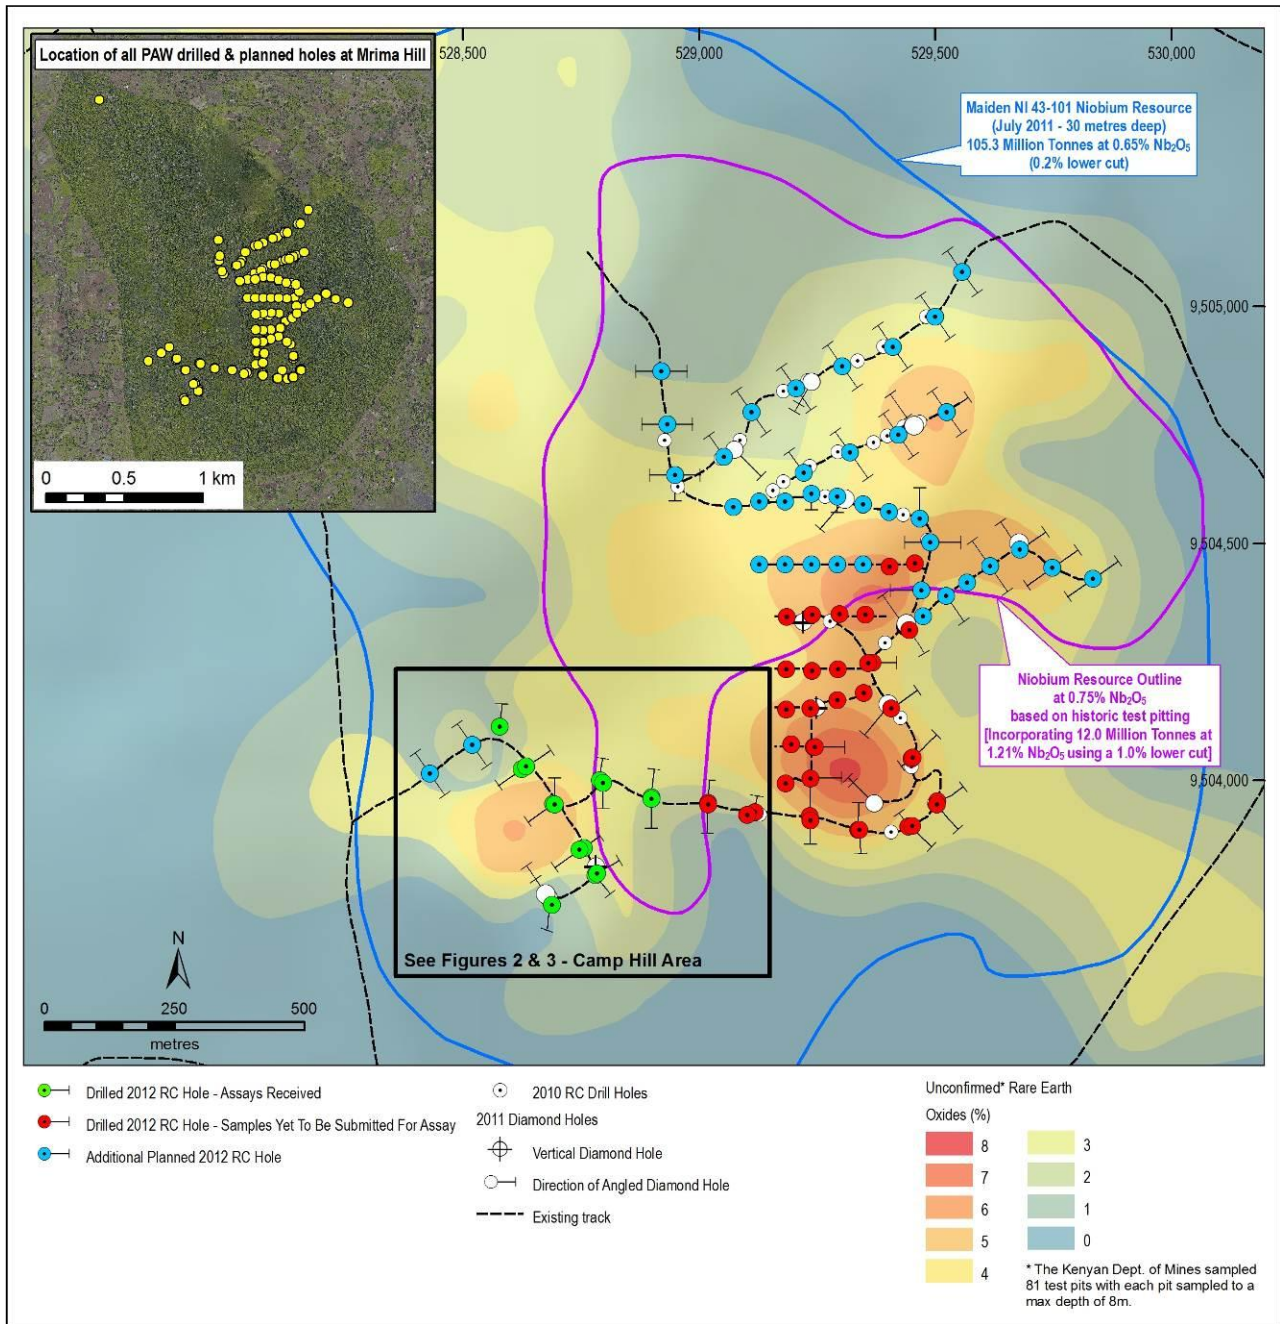 Location of all PAW drilled & planned holes at Mrima Hill
0 0.5 1 km
528,500 529,000 529,500 530,000
Maiden NI 43-101 Niobium Resource
(July 2011 - 30 metres deep)
105.3 Million Tonnes at 0.65% Nb₂O₅
(0.2% lower cut)
9,505,000
9,504,500
Niobium Resource Outline
at 0.75% Nb₂O₅
based on historic test pitting
[Incorporating 12.0 Million Tonnes at
1.21% Nb₂O₅ using a 1.0% lower cut]
9,504,000
See Figures 2 & 3 - Camp Hill Area
N
0 250 500
metres
Drilled 2012 RC Hole - Assays Received
Drilled 2012 RC Hole - Samples Yet To Be Submitted For Assay
Additional Planned 2012 RC Hole
2010 RC Drill Holes
2011 Diamond Holes
Vertical Diamond Hole
Direction of Angled Diamond Hole
Existing track
Unconfirmed* Rare Earth
Oxides (%)
8
7
6
5
4
3
2
1
0
* The Kenyan Dept. of Mines sampled
81 test pits with each pit sampled to a
max depth of 8m.